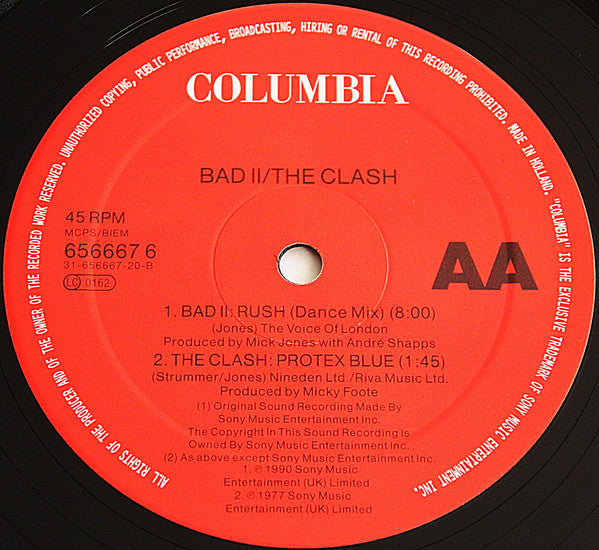 ALL RIGHTS OF THE PRODUCER AND OF THE OWNER OF THE RECORDED WORK RESERVED. UNAUTHORIZED COPYING, PUBLIC PERFORMANCE, BROADCASTING, HIRING OR RENTAL OF THIS RECORDING PROHIBITED. MADE IN HOLLAND. "COLUMBIA" IS THE EXCLUSIVE TRADEMARK OF SONY MUSIC ENTERTAINMENT INC.
COLUMBIA
BAD II/THE CLASH
45 RPM
MCPS/BIEM
656667 6
31-656667-20-B
LC 0162
AA
1. BAD II: RUSH (Dance Mix) (8:00)
(Jones) The Voice Of London
Produced by Mick Jones with André Shapps
2. THE CLASH: PROTEX BLUE (1:45)
(Strummer/Jones) Nineden Ltd./Riva Music Ltd.
Produced by Micky Foote
(1) Original Sound Recording Made By
Sony Music Entertainment Inc.
The Copyright In This Sound Recording Is
Owned By Sony Music Entertainment Inc.
(2) As above except Sony Music Entertainment Inc.
1. ℗ 1990 Sony Music
Entertainment (UK) Limited
2. ℗ 1977 Sony Music
Entertainment (UK) Limited